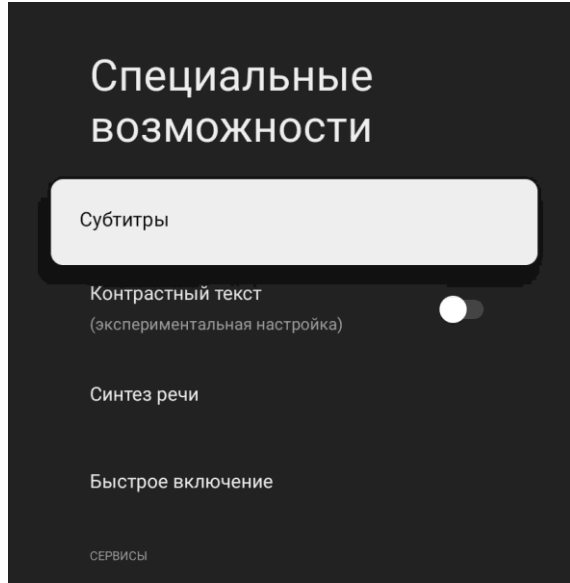 Специальные
возможности
Субтитры
Контрастный текст
(экспериментальная настройка)
Синтез речи
Быстрое включение
СЕРВИСЫ